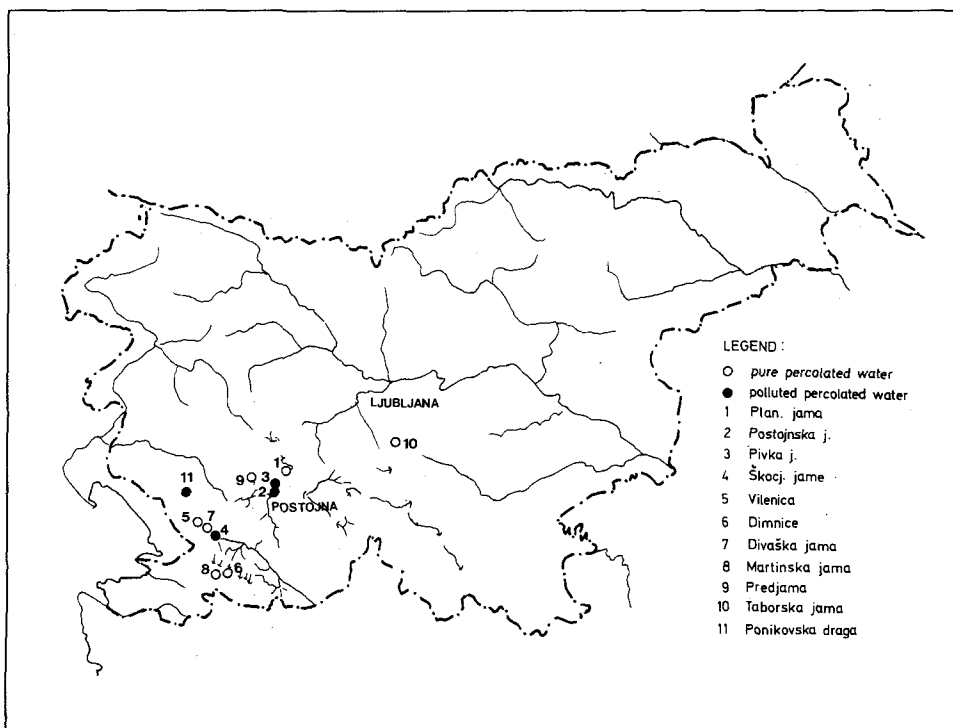 LJUBLJANA
10
1
9
3
2
POSTOJNA
11
5
7
4
8
6
LEGEND :
pure percolated water
polluted percolated water
1 Plan. jama
2 Postojnska j.
3 Pivka j.
4 Škocj. jame
5 Vilenica
6 Dimnice
7 Divaška jama
8 Martinska jama
9 Predjama
10 Taborska jama
11 Ponikovska draga